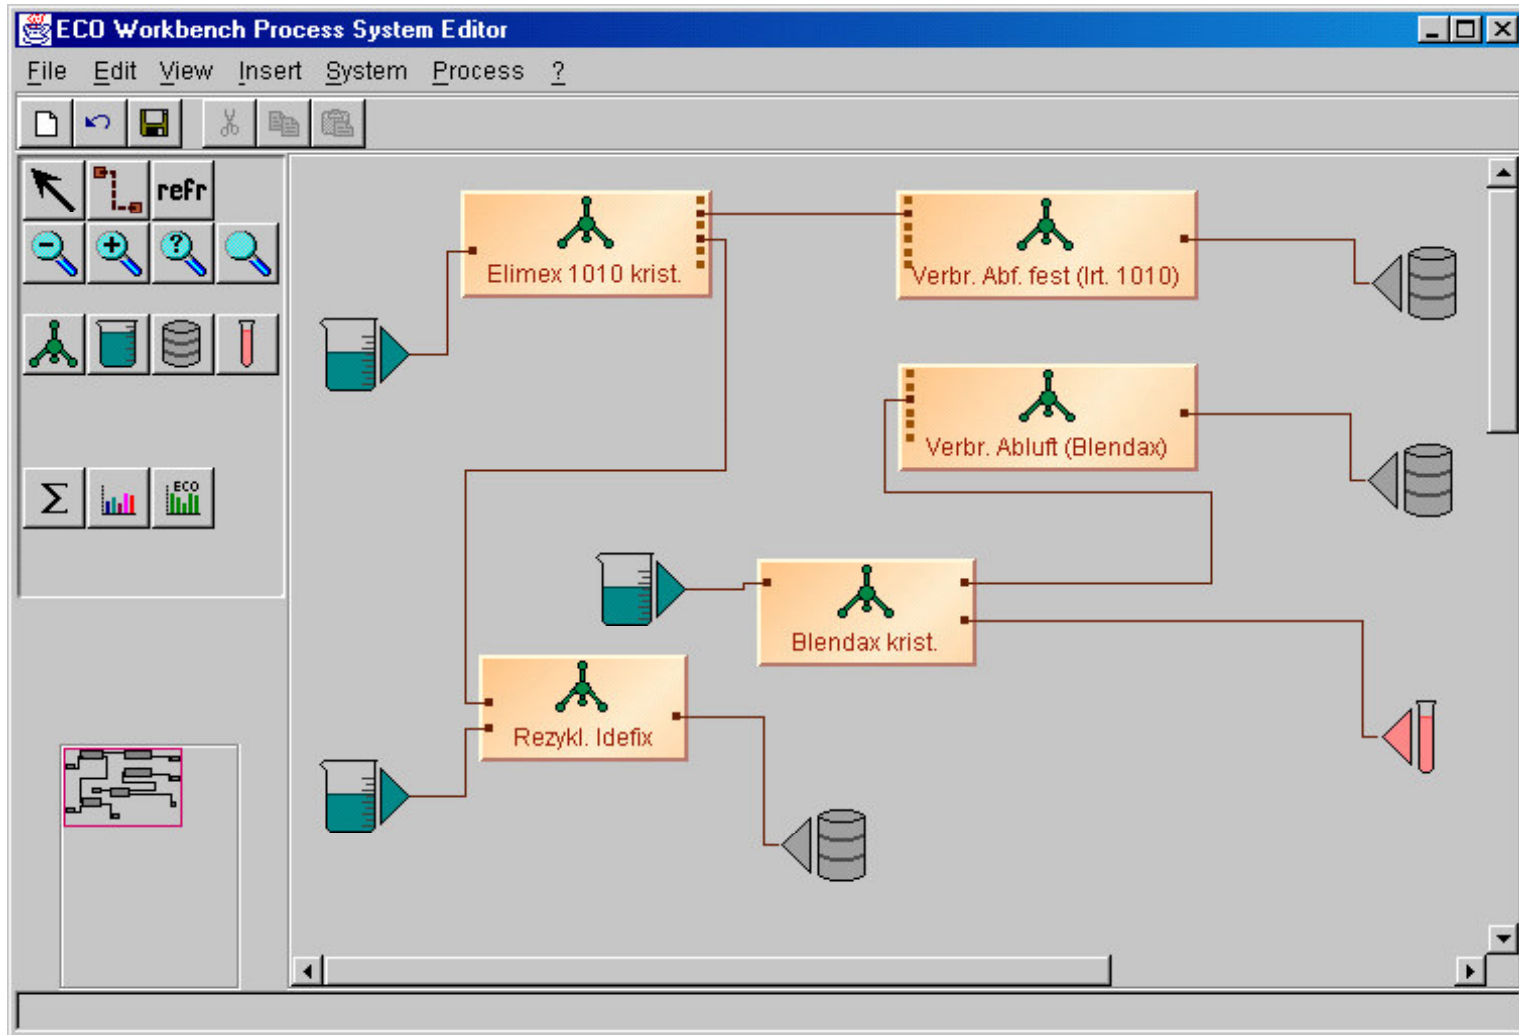 ECO Workbench Process System Editor
File Edit View Insert System Process ?
refr
?
Elimex 1010 krist.
Verbr. Abf. fest (Irt. 1010)
Verbr. Abluft (Blendax)
Σ
ECO
Blendax krist.
Rezykl. Idefix